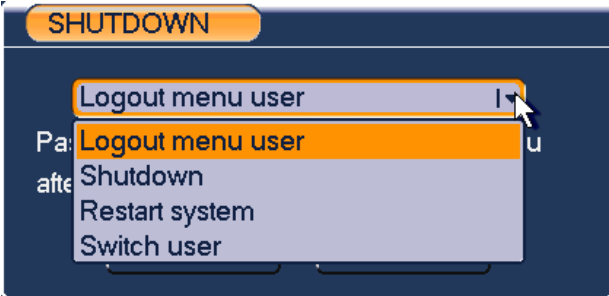 SHUTDOWN
Logout menu user
Logout menu user
Shutdown
Restart system
Switch user